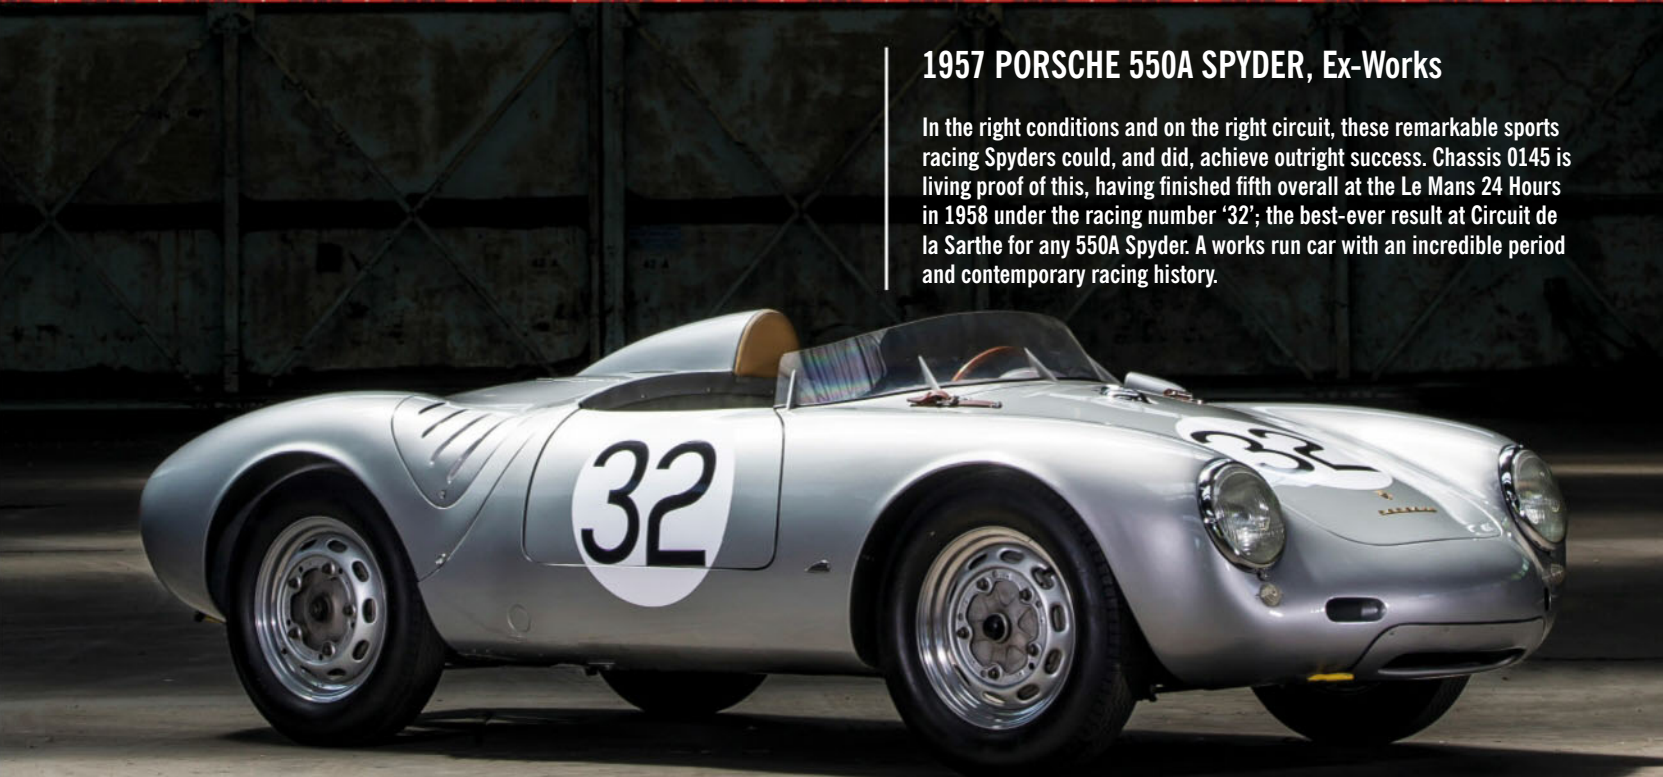 1957 PORSCHE 550A SPYDER, Ex-Works
In the right conditions and on the right circuit, these remarkable sports
racing Spyders could, and did, achieve outright success. Chassis 0145 is
living proof of this, having finished fifth overall at the Le Mans 24 Hours
in 1958 under the racing number ‘32’; the best-ever result at Circuit de
la Sarthe for any 550A Spyder. A works run car with an incredible period
and contemporary racing history.
32
32